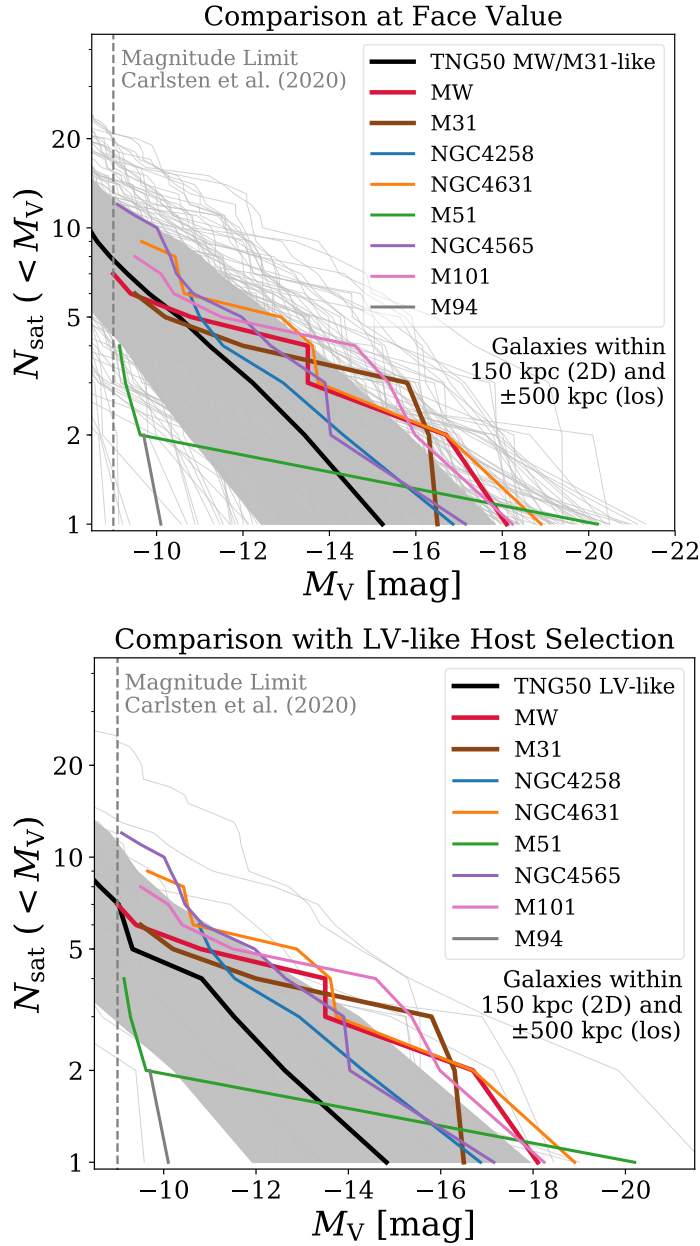 Comparison at Face Value
Magnitude Limit
Carlsten et al. (2020)
TNG50 MW/M31-like
MW
M31
NGC4258
NGC4631
M51
NGC4565
M101
M94
Galaxies within
150 kpc (2D) and
±500 kpc (los)
20
10
5
2
1
N_sat (< M_V)
−10 −12 −14 −16 −18 −20 −22
M_V [mag]
Comparison with LV-like Host Selection
Magnitude Limit
Carlsten et al. (2020)
TNG50 LV-like
MW
M31
NGC4258
NGC4631
M51
NGC4565
M101
M94
Galaxies within
150 kpc (2D) and
±500 kpc (los)
20
10
5
2
1
N_sat (< M_V)
−10 −12 −14 −16 −18 −20
M_V [mag]